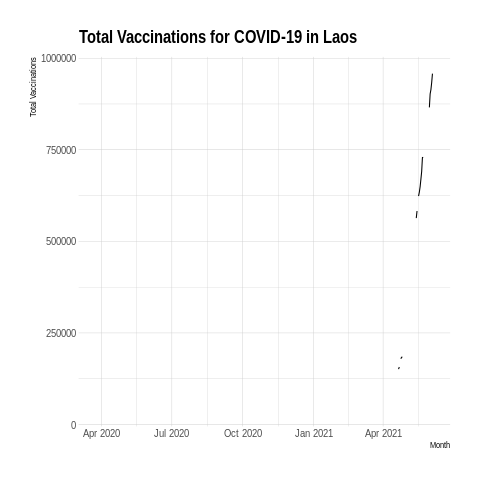 Total Vaccinations for COVID-19 in Laos
Total Vaccinations
1000000
750000
500000
250000
0
Apr 2020
Jul 2020
Oct 2020
Jan 2021
Apr 2021
Month